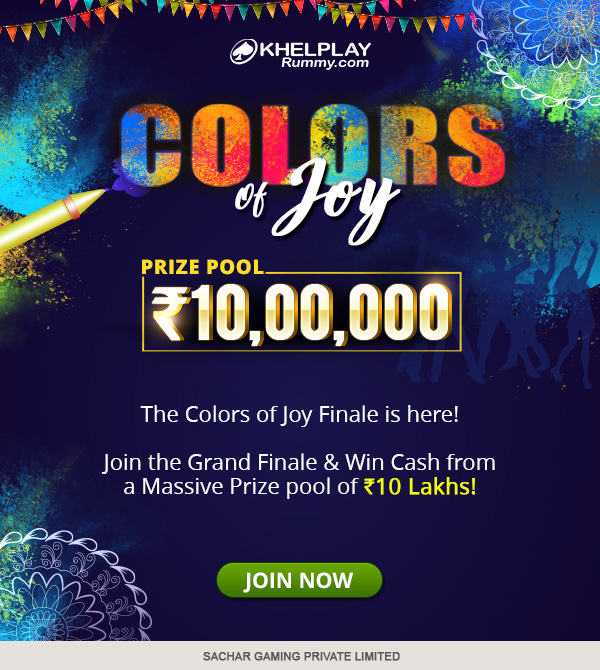 KHELPLAY
Rummy.com
COLORS
Of Joy
PRIZE POOL
₹10,00,000
The Colors of Joy Finale is here!
Join the Grand Finale & Win Cash from
a Massive Prize pool of ₹10 Lakhs!
JOIN NOW
SACHAR GAMING PRIVATE LIMITED